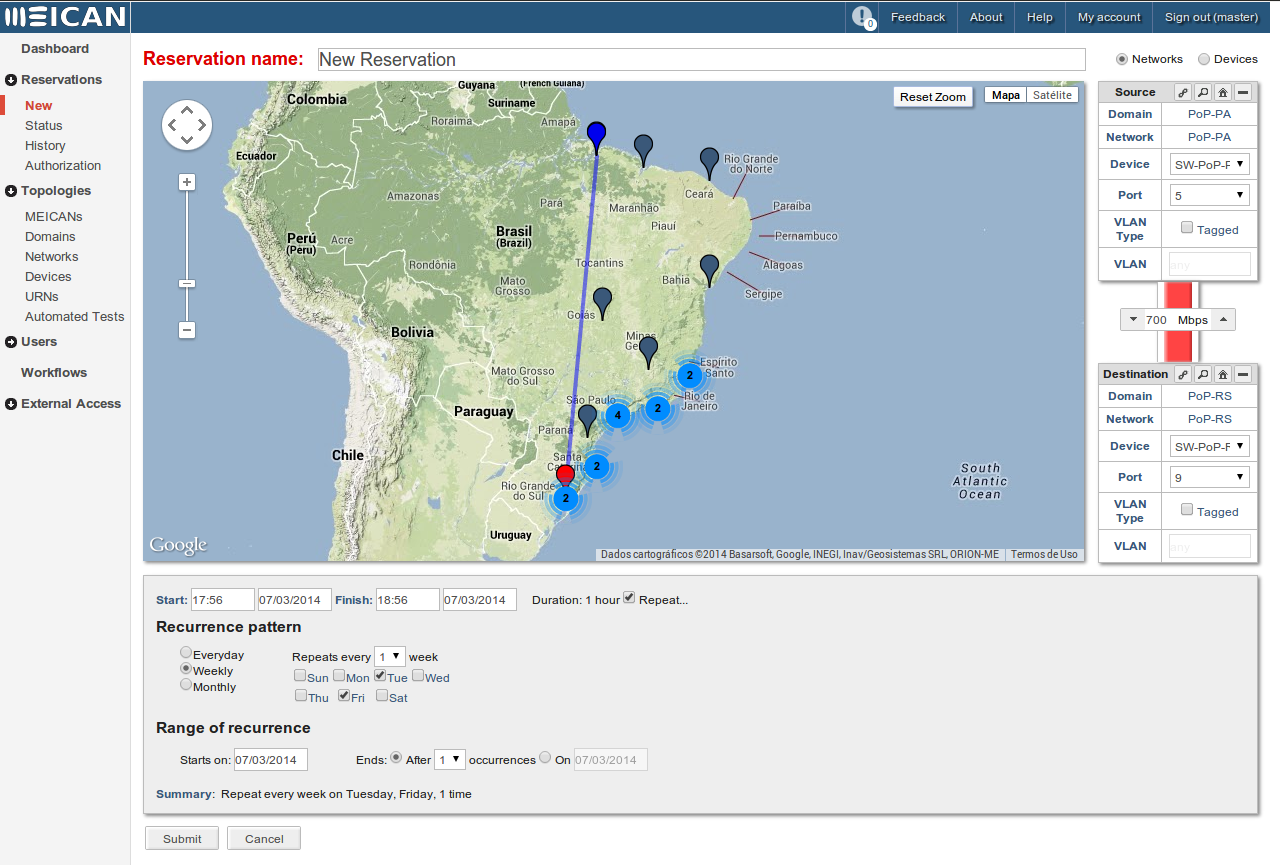 MEICAN
0
Feedback
About
Help
My account
Sign out (master)
Dashboard
Reservations
New
Status
History
Authorization
Topologies
MEICANs
Domains
Networks
Devices
URNs
Automated Tests
Users
Workflows
External Access
Reservation name: New Reservation
Networks Devices
Reset Zoom
Mapa Satélite
Guyana
(French Guiana)
Colombia
Suriname
Roraima
Amapá
Ecuador
Rio Grande
do Norte
Amazonas
Pará
Maranhão
Ceará
Piauí
Paraíba
Pernambuco
Alagoas
Sergipe
Perú
(Peru)
Acre
Brasil
(Brazil)
Rondônia
Tocantins
Mato
Grosso
Bahia
Goiás
Bolivia
Minas
Ge
Mato Grosso
do Sul
Espírito
Santo
2
São Paulo
Rio de
Janeiro
4
2
Paraguay
Paraná
Chile
Santa
Catarina
2
Rio Grande
do Sul
2
Uruguay
South
Atlantic
Ocean
Google
Dados cartográficos ©2014 Basarsoft, Google, INEGI, Inav/Geosistemas SRL, ORION-ME
Termos de Uso
Source
Domain PoP-PA
Network PoP-PA
Device SW-PoP-F
Port 5
VLAN
Type
Tagged
VLAN any
700 Mbps
Destination
Domain PoP-RS
Network PoP-RS
Device SW-PoP-F
Port 9
VLAN
Type
Tagged
VLAN any
Start: 17:56 07/03/2014 Finish: 18:56 07/03/2014 Duration: 1 hour Repeat...
Recurrence pattern
Everyday
Weekly
Monthly
Repeats every 1 week
Sun Mon Tue Wed
Thu Fri Sat
Range of recurrence
Starts on: 07/03/2014 Ends: After 1 occurrences On 07/03/2014
Summary: Repeat every week on Tuesday, Friday, 1 time
Submit Cancel